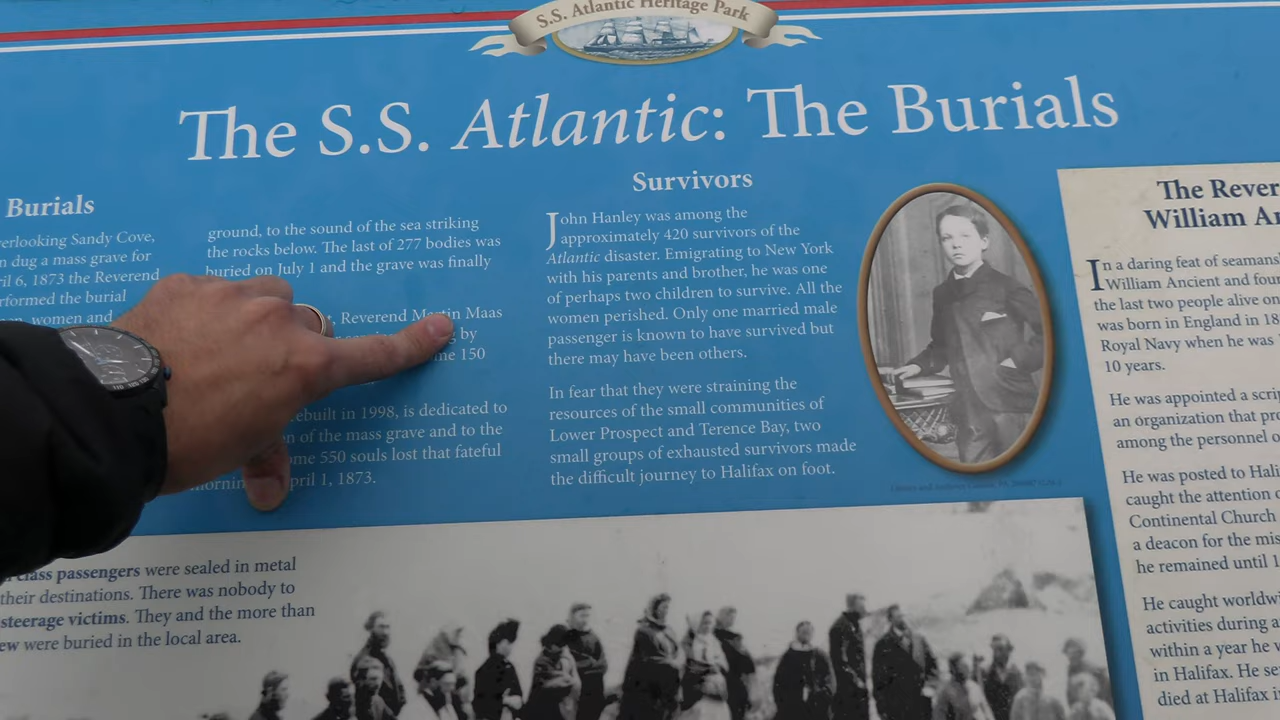 S.S. Atlantic Heritage Park
The S.S. Atlantic: The Burials
Burials
verlooking Sandy Cove,
n dug a mass grave for
ril 6, 1873 the Reverend
rformed the burial
women and
ground, to the sound of the sea striking
the rocks below. The last of 277 bodies was
buried on July 1 and the grave was finally
Reverend Martin Maas
by
me 150
ebuilt in 1998, is dedicated to
n of the mass grave and to the
ome 550 souls lost that fateful
morning April 1, 1873.
Survivors
John Hanley was among the
approximately 420 survivors of the
Atlantic disaster. Emigrating to New York
with his parents and brother, he was one
of perhaps two children to survive. All the
women perished. Only one married male
passenger is known to have survived but
there may have been others.
In fear that they were straining the
resources of the small communities of
Lower Prospect and Terence Bay, two
small groups of exhausted survivors made
the difficult journey to Halifax on foot.
The Rever
William An
In a daring feat of seamans
William Ancient and four
the last two people alive on
was born in England in 18
Royal Navy when he was
10 years.
He was appointed a scrip
an organization that pro
among the personnel o
He was posted to Hali
caught the attention o
Continental Church
a deacon for the mis
he remained until 1
He caught worldwi
activities during a
within a year he w
in Halifax. He se
died at Halifax i
class passengers were sealed in metal
their destinations. There was nobody to
steerage victims. They and the more than
ew were buried in the local area.